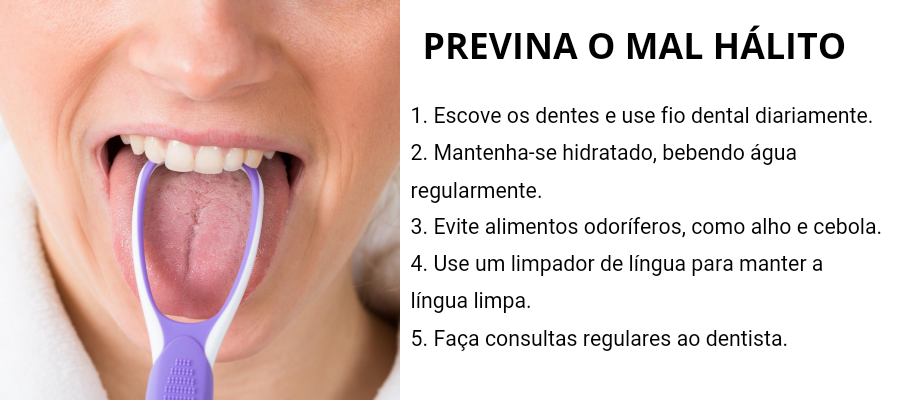 PREVINA O MAL HÁLITO
1. Escove os dentes e use fio dental diariamente.
2. Mantenha-se hidratado, bebendo água
regularmente.
3. Evite alimentos odoríferos, como alho e cebola.
4. Use um limpador de língua para manter a
língua limpa.
5. Faça consultas regulares ao dentista.